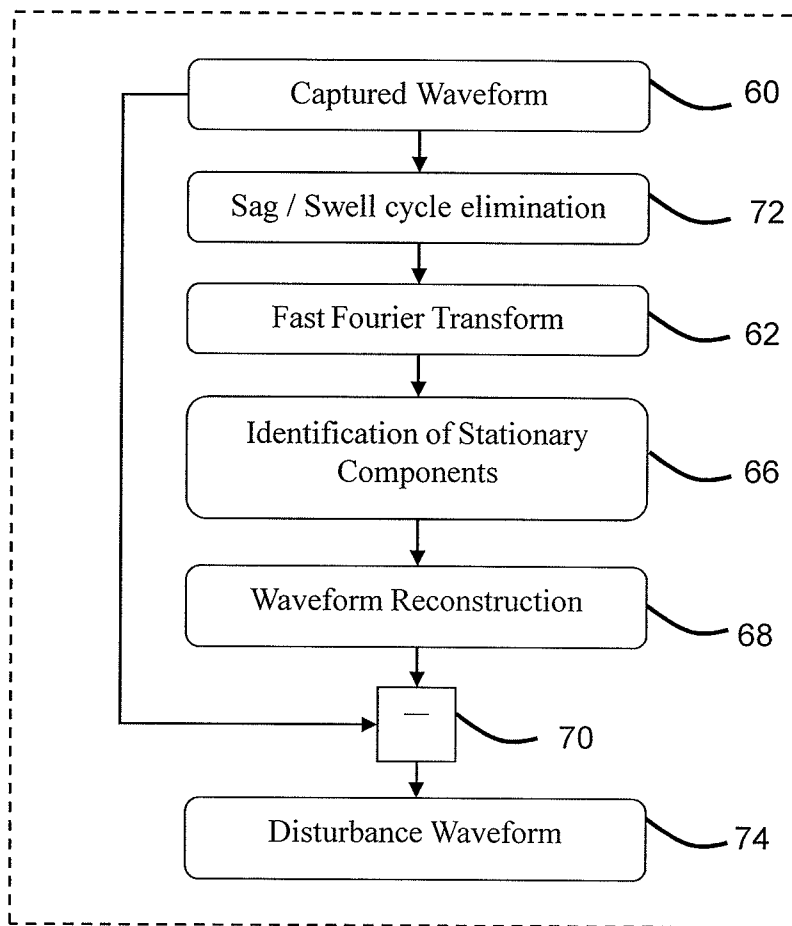 Captured Waveform
60
Sag / Swell cycle elimination
72
Fast Fourier Transform
62
Identification of Stationary
Components
66
Waveform Reconstruction
68
—
70
Disturbance Waveform
74